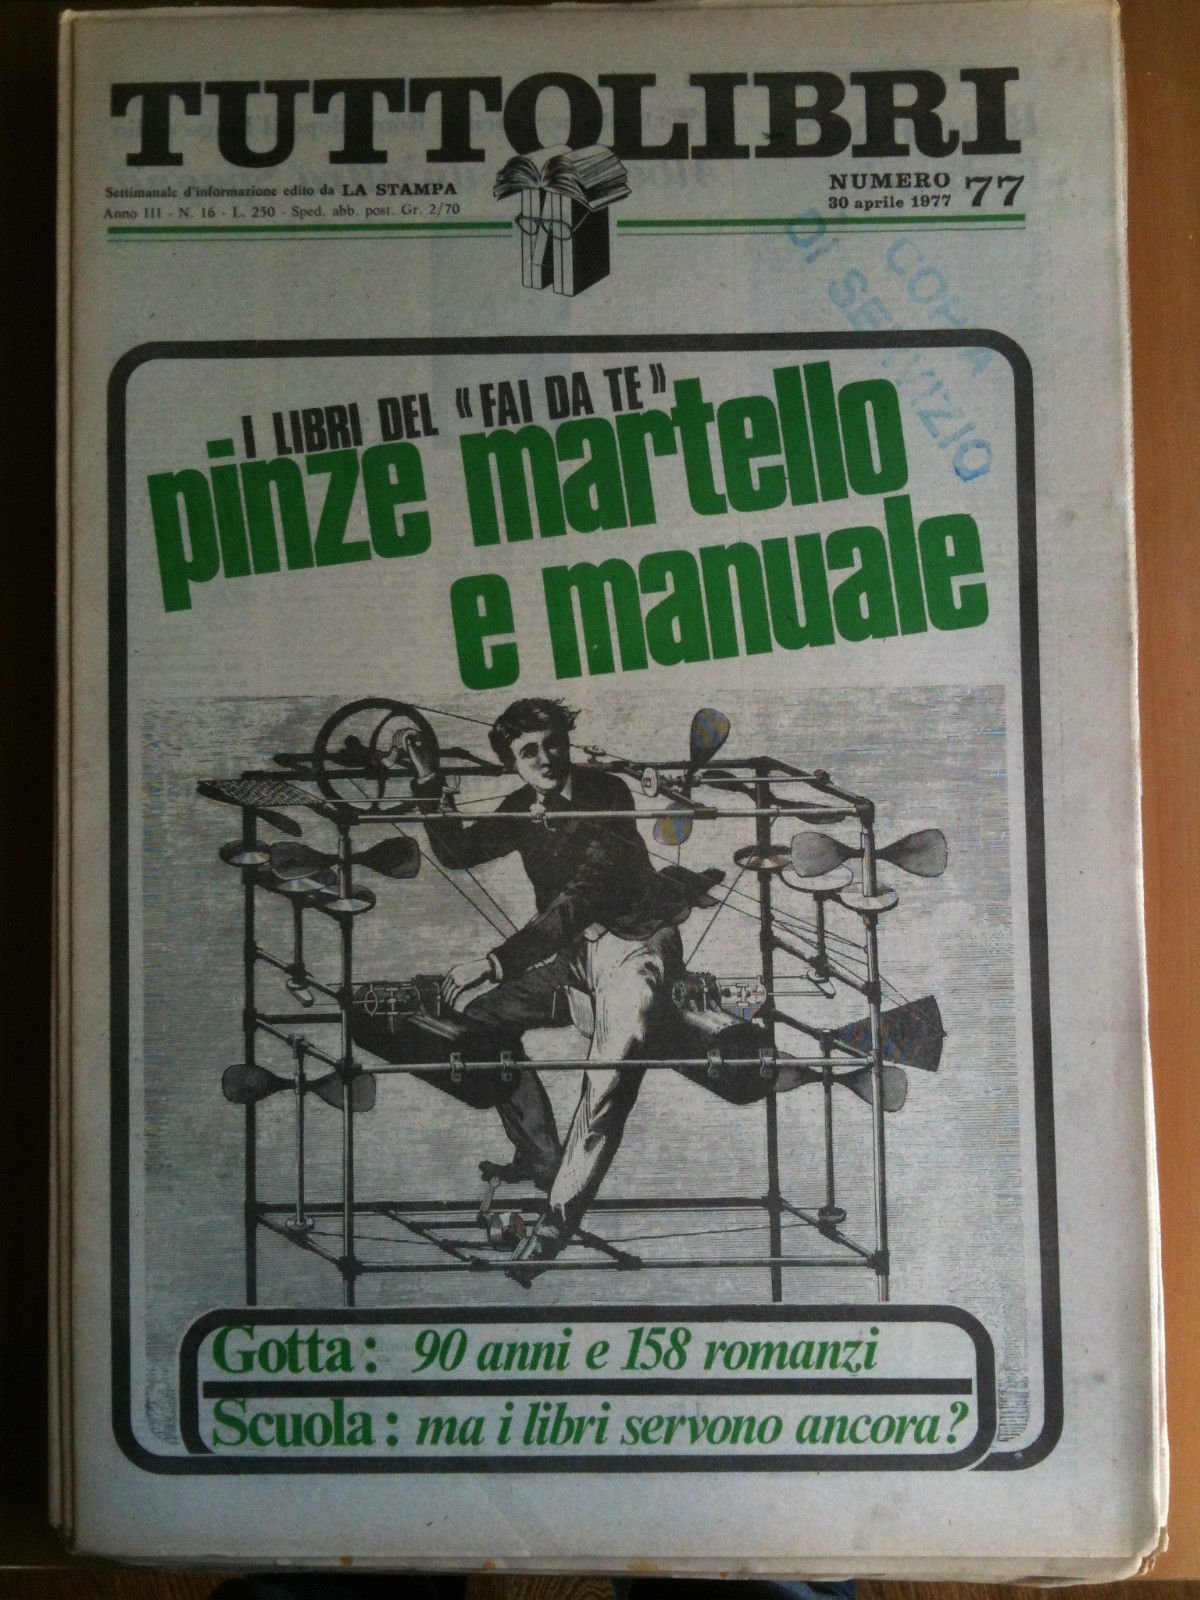 TUTTOLIBRI
Settimanale d'informazione edito da LA STAMPA
Anno III - N. 16 - L. 250 - Sped. abb. post. Gr. 2/70
NUMERO 77
30 aprile 1977
COPIA
DI SERVIZIO
I LIBRI DEL « FAI DA TE »
pinze martello
e manuale
Gotta: 90 anni e 158 romanzi
Scuola: ma i libri servono ancora?